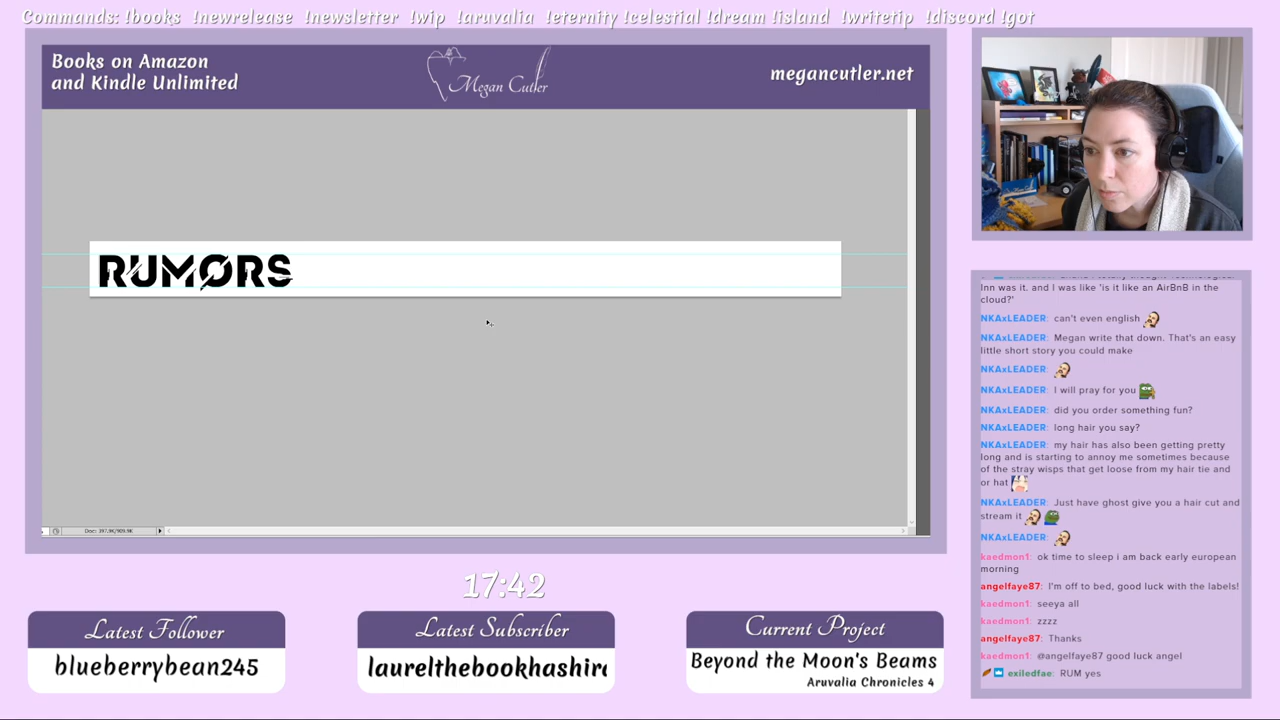 Commands: !books !newrelease !newsletter !wip !aruvalia !eternity !celestial !dream !island !writetip !discord !got
Books on Amazon
and Kindle Unlimited
Megan Cutler
megancutler.net
RUMORS
Inn was it. and I was like 'is it like an AirBnB in the
cloud?'
NKAxLEADER: can't even english
NKAxLEADER: Megan write that down. That's an easy
little short story you could make
NKAxLEADER:
NKAxLEADER: I will pray for you
NKAxLEADER: did you order something fun?
NKAxLEADER: long hair you say?
NKAxLEADER: my hair has also been getting pretty
long and is starting to annoy me sometimes because
of the stray wisps that get loose from my hair tie and
or hat
NKAxLEADER: Just have ghost give you a hair cut and
stream it
NKAxLEADER:
kaedmon1: ok time to sleep i am back early european
morning
angelfaye87: I'm off to bed, good luck with the labels!
kaedmon1: seeya all
kaedmon1: zzzz
angelfaye87: Thanks
kaedmon1: @angelfaye87 good luck angel
exiledfae: RUM yes
17:42
Latest Follower
blueberrybean245
Latest Subscriber
laurelthebookhashira
Current Project
Beyond the Moon's Beams
Aruvalia Chronicles 4